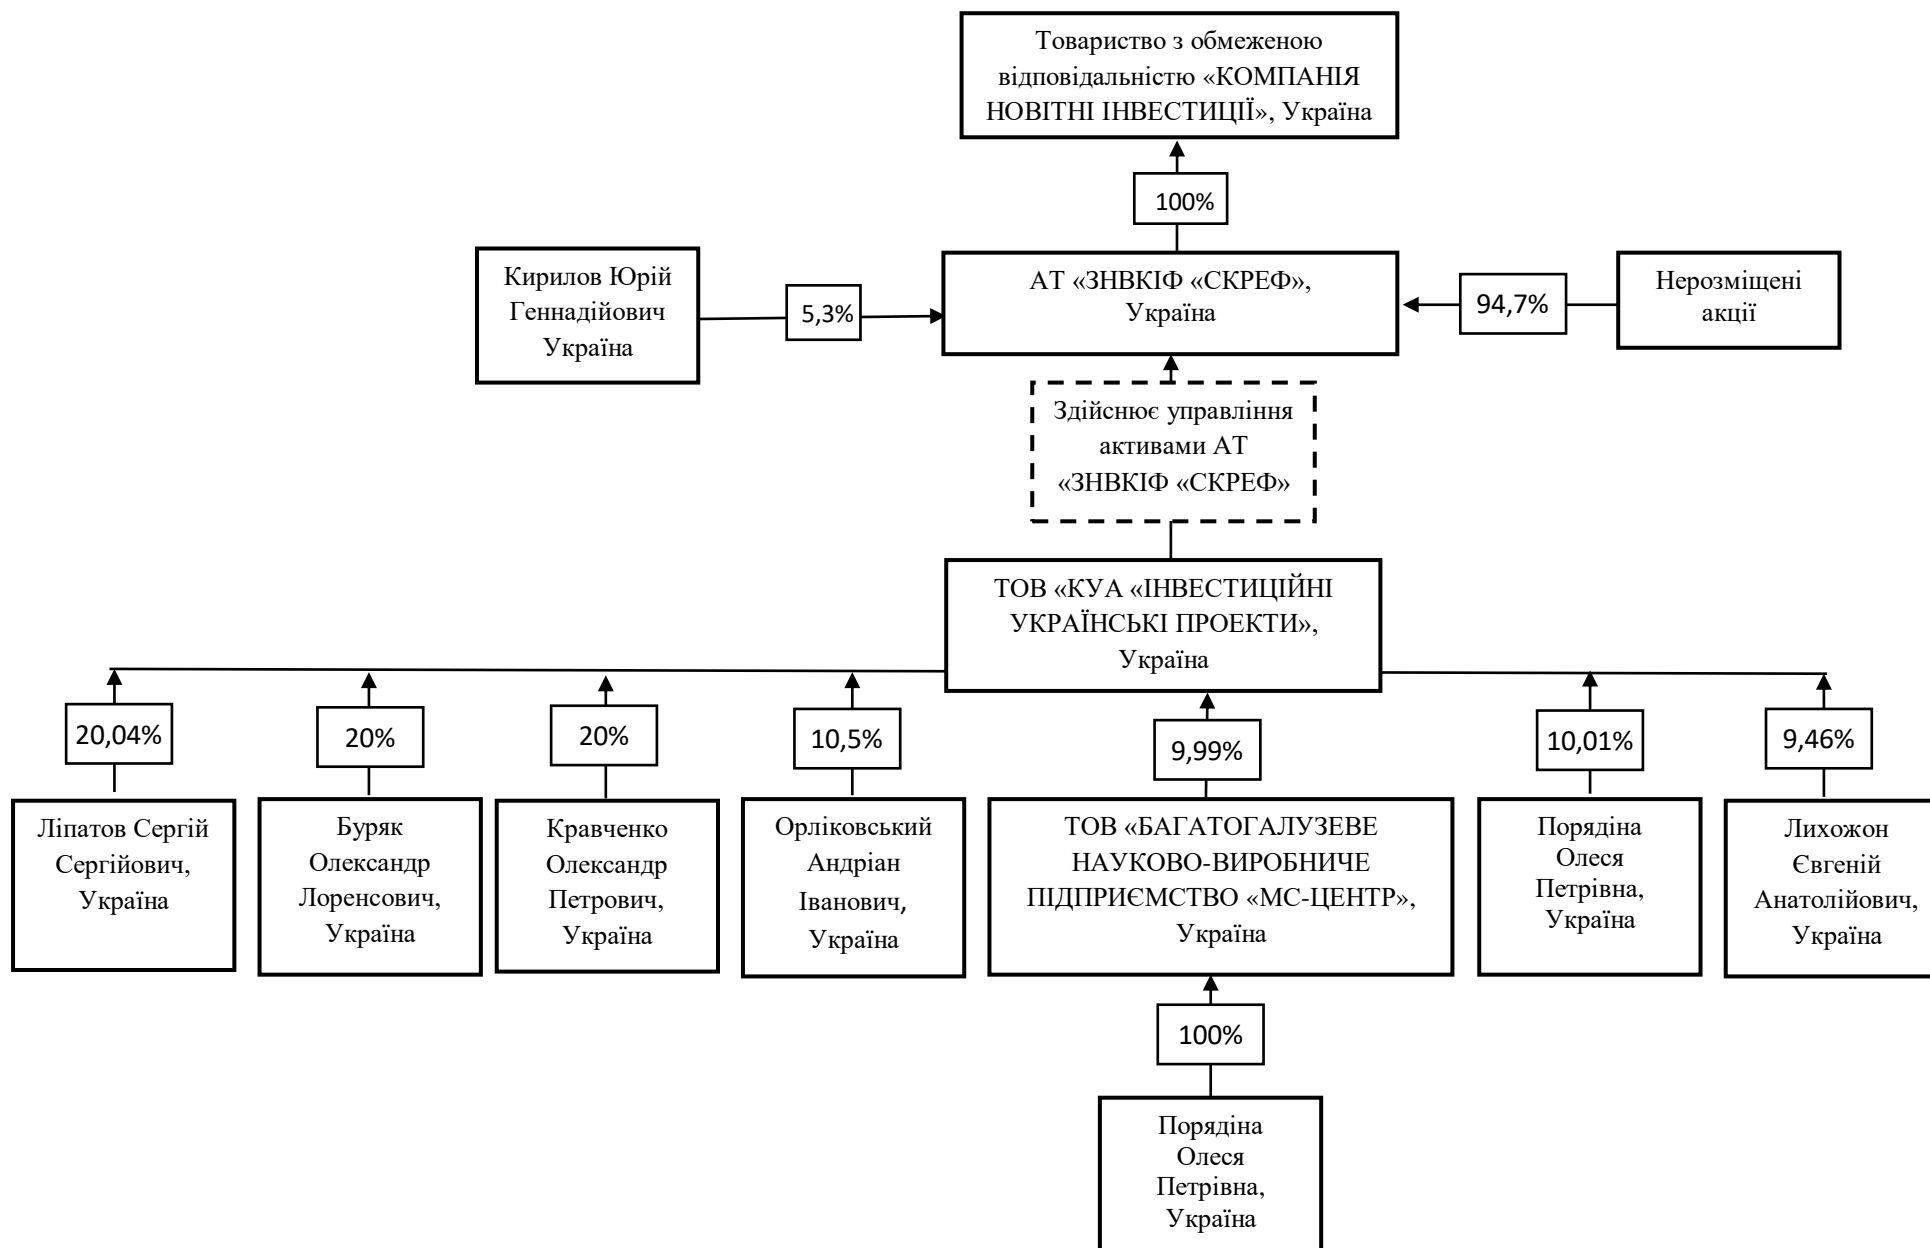 Товариство з обмеженою
відповідальністю «КОМПАНІЯ
НОВІТНІ ІНВЕСТИЦІЇ», Україна
100%
Кирилов Юрій
Геннадійович
Україна
5,3%
АТ «ЗНВКІФ «СКРЕФ»,
Україна
94,7%
Нерозміщені
акції
Здійснює управління
активами АТ
«ЗНВКІФ «СКРЕФ»
ТОВ «КУА «ІНВЕСТИЦІЙНІ
УКРАЇНСЬКІ ПРОЕКТИ»,
Україна
20,04%
20%
20%
10,5%
9,99%
10,01%
9,46%
Ліпатов Сергій
Сергійович,
Україна
Буряк
Олександр
Лоренсович,
Україна
Кравченко
Олександр
Петрович,
Україна
Орліковський
Андріан
Іванович,
Україна
ТОВ «БАГАТОГАЛУЗЕВЕ
НАУКОВО-ВИРОБНИЧЕ
ПІДПРИЄМСТВО «МС-ЦЕНТР»,
Україна
Порядіна
Олеся
Петрівна,
Україна
Лихожон
Євгеній
Анатолійович,
Україна
100%
Порядіна
Олеся
Петрівна,
Україна